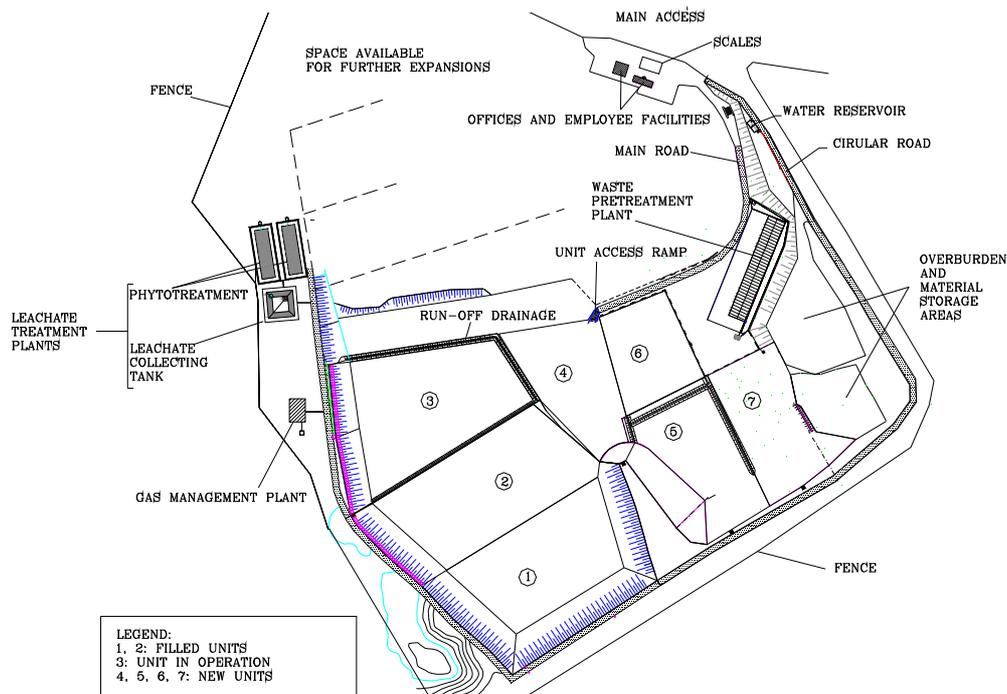 MAIN ACCESS
SCALES
SPACE AVAILABLE
FOR FURTHER EXPANSIONS
FENCE
OFFICES AND EMPLOYEE FACILITIES
WATER RESERVOIR
CIRULAR ROAD
MAIN ROAD
WASTE
PRETREATMENT
PLANT
UNIT ACCESS RAMP
OVERBURDEN
AND
MATERIAL
STORAGE
AREAS
PHYTOTREATMENT
LEACHATE
TREATMENT
PLANTS
LEACHATE
COLLECTING
TANK
RUN-OFF DRAINAGE
6
4
3
7
5
2
GAS MANAGEMENT PLANT
1
FENCE
LEGEND:
1, 2: FILLED UNITS
3: UNIT IN OPERATION
4, 5, 6, 7: NEW UNITS